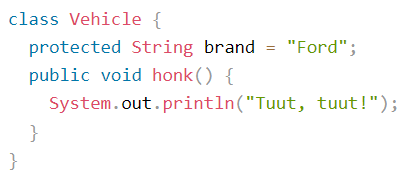 class Vehicle {
  protected String brand = "Ford";
  public void honk() {
    System.out.println("Tuut, tuut!");
  }
}